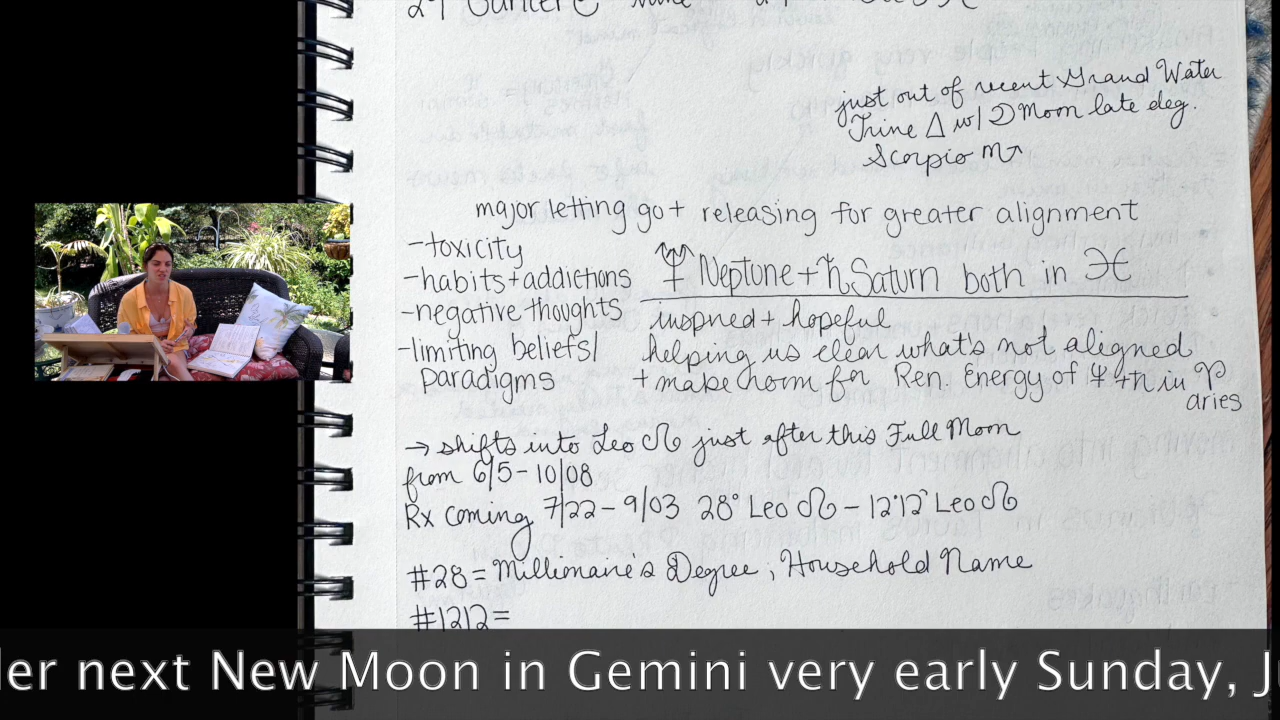 just out of recent Grand Water
Trine △ w/ ☽ Moon late deg.
Scorpio ♏
major letting go + releasing for greater alignment
-toxicity
-habits+addictions
-negative thoughts
-limiting beliefs/
paradigms
♆ Neptune + ♄ Saturn both in ♓
inspired + hopeful
helping us clear what's not aligned
+ make room for Ren. Energy of ♆ + ♄ in ♈
aries
→ shifts into Leo ♌ just after this Full Moon
from 6/5 - 10/08
Rx coming 7/22 - 9/03 28° Leo ♌ - 12°12' Leo ♌
#28 = Millionaire's Degree, Household Name
#1212 =
next New Moon in Gemini very early Sunday,